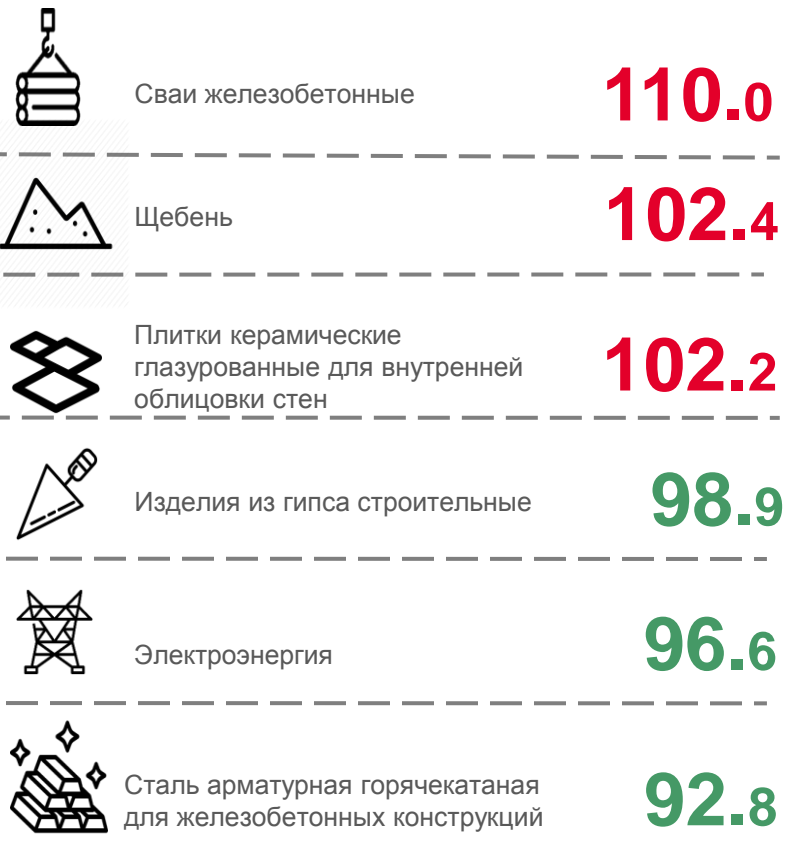 Сваи железобетонные
110.0
Щебень
102.4
Плитки керамические
глазурованные для внутренней
облицовки стен
102.2
Изделия из гипса строительные
98.9
Электроэнергия
96.6
Сталь арматурная горячекатаная
для железобетонных конструкций
92.8